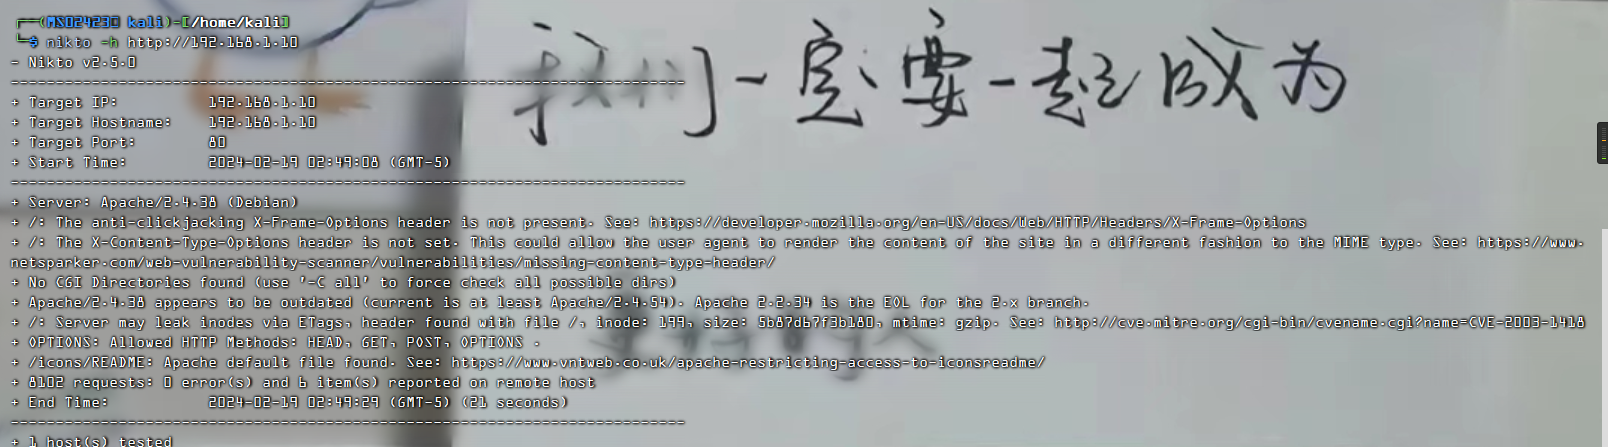 (MS02423㉿kali)-[/home/kali]
$ nikto -h http://192.168.1.10
- Nikto v2.5.0
---------------------------------------------------------------------------
+ Target IP: 192.168.1.10
+ Target Hostname: 192.168.1.10
+ Target Port: 80
+ Start Time: 2024-02-19 02:49:08 (GMT-5)
---------------------------------------------------------------------------
+ Server: Apache/2.4.38 (Debian)
+ /: The anti-clickjacking X-Frame-Options header is not present. See: https://developer.mozilla.org/en-US/docs/Web/HTTP/Headers/X-Frame-Options
+ /: The X-Content-Type-Options header is not set. This could allow the user agent to render the content of the site in a different fashion to the MIME type. See: https://www.
netsparker.com/web-vulnerability-scanner/vulnerabilities/missing-content-type-header/
+ No CGI Directories found (use '-C all' to force check all possible dirs)
+ Apache/2.4.38 appears to be outdated (current is at least Apache/2.4.54). Apache 2.2.34 is the EOL for the 2.x branch.
+ /: Server may leak inodes via ETags, header found with file /, inode: 199, size: 5b87d67f3b180, mtime: gzip. See: http://cve.mitre.org/cgi-bin/cvename.cgi?name=CVE-2003-1418
+ OPTIONS: Allowed HTTP Methods: HEAD, GET, POST, OPTIONS .
+ /icons/README: Apache default file found. See: https://www.vntweb.co.uk/apache-restricting-access-to-iconsreadme/
+ 8102 requests: 0 error(s) and 6 item(s) reported on remote host
+ End Time: 2024-02-19 02:49:29 (GMT-5) (21 seconds)
---------------------------------------------------------------------------
+ 1 host(s) tested
我们一定要一起成为